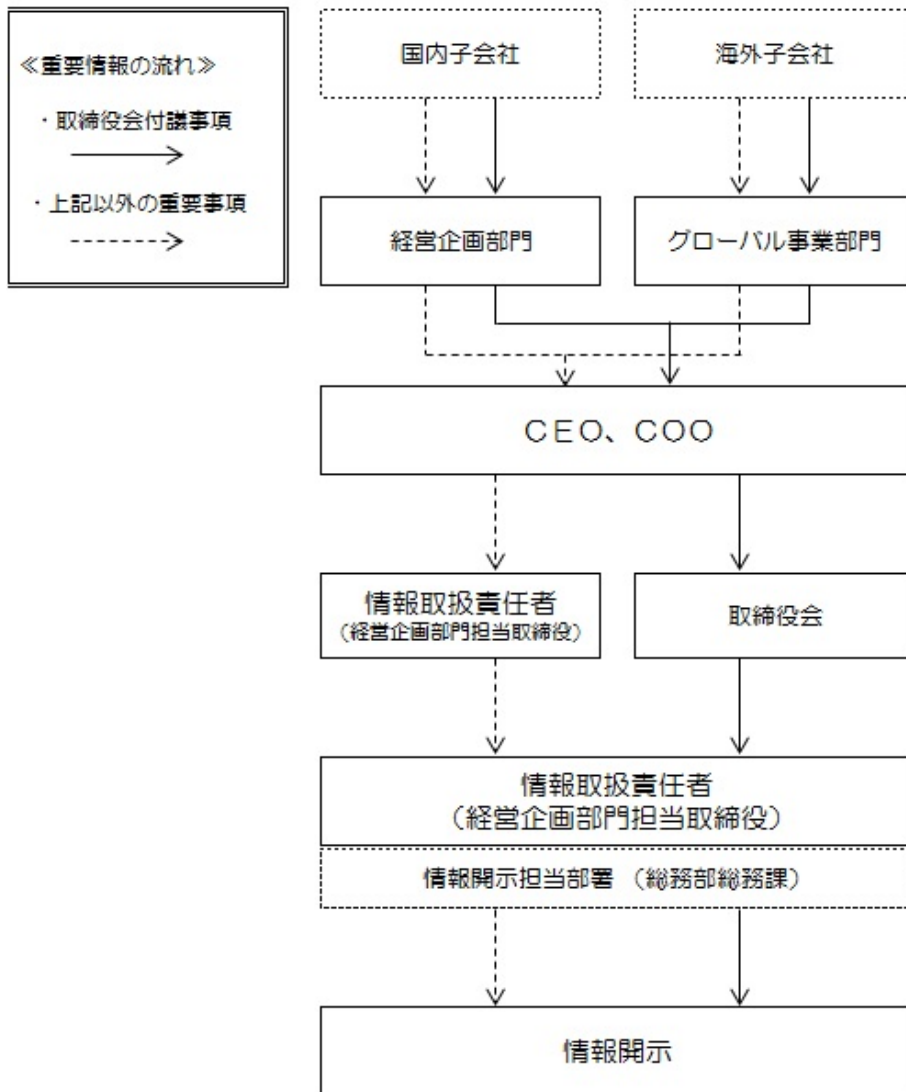 ≪重要情報の流れ≫
・取締役会付議事項
・上記以外の重要事項
国内子会社
海外子会社
経営企画部門
グローバル事業部門
ＣＥＯ、ＣＯＯ
情報取扱責任者
（経営企画部門担当取締役）
取締役会
情報取扱責任者
（経営企画部門担当取締役）
情報開示担当部署 （総務部総務課）
情報開示